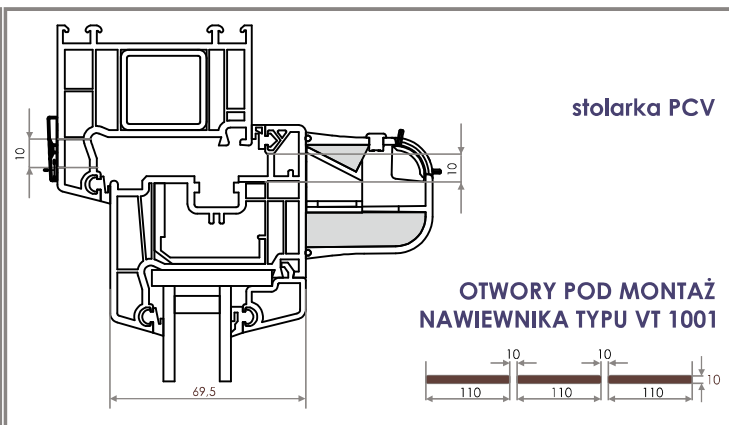 stolarka PCV
10
10
OTWORY POD MONTAŻ
NAWIEWNIKA TYPU VT 1001
10 10
10
110 110 110
69,5